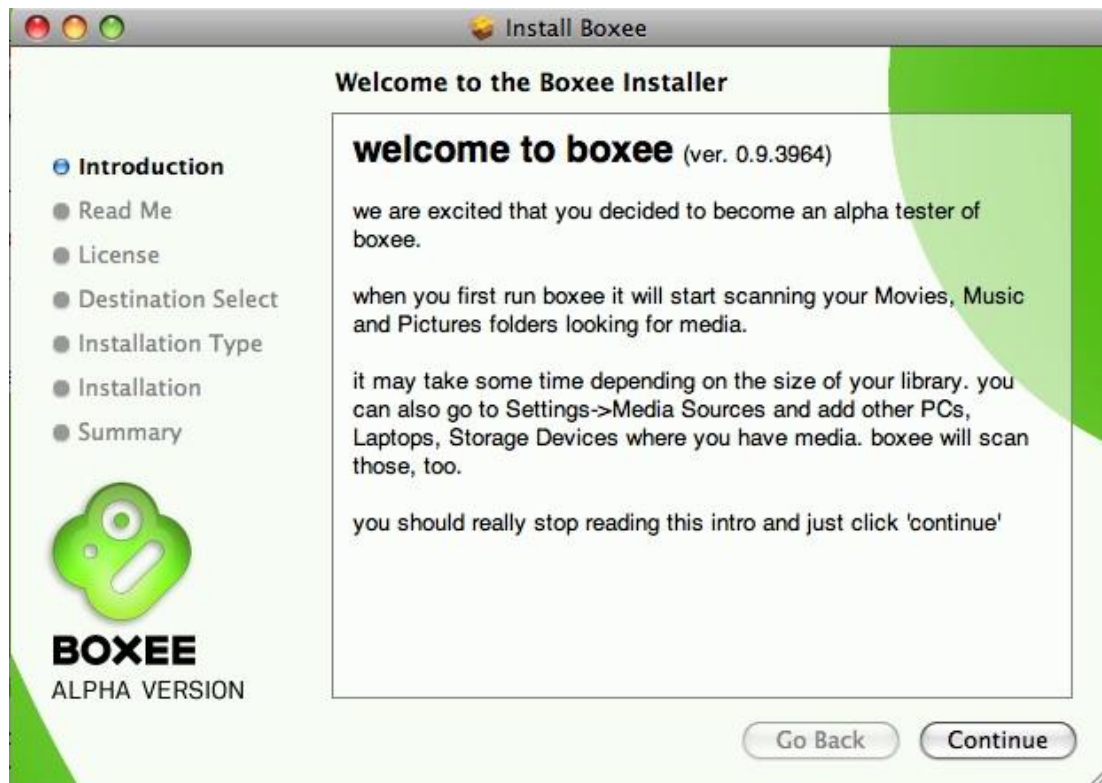 Install Boxee
Welcome to the Boxee Installer
Introduction
Read Me
License
Destination Select
Installation Type
Installation
Summary
BOXEE
ALPHA VERSION
welcome to boxee (ver. 0.9.3964)
we are excited that you decided to become an alpha tester of
boxee.
when you first run boxee it will start scanning your Movies, Music
and Pictures folders looking for media.
it may take some time depending on the size of your library. you
can also go to Settings->Media Sources and add other PCs,
Laptops, Storage Devices where you have media. boxee will scan
those, too.
you should really stop reading this intro and just click 'continue'
Go Back
Continue